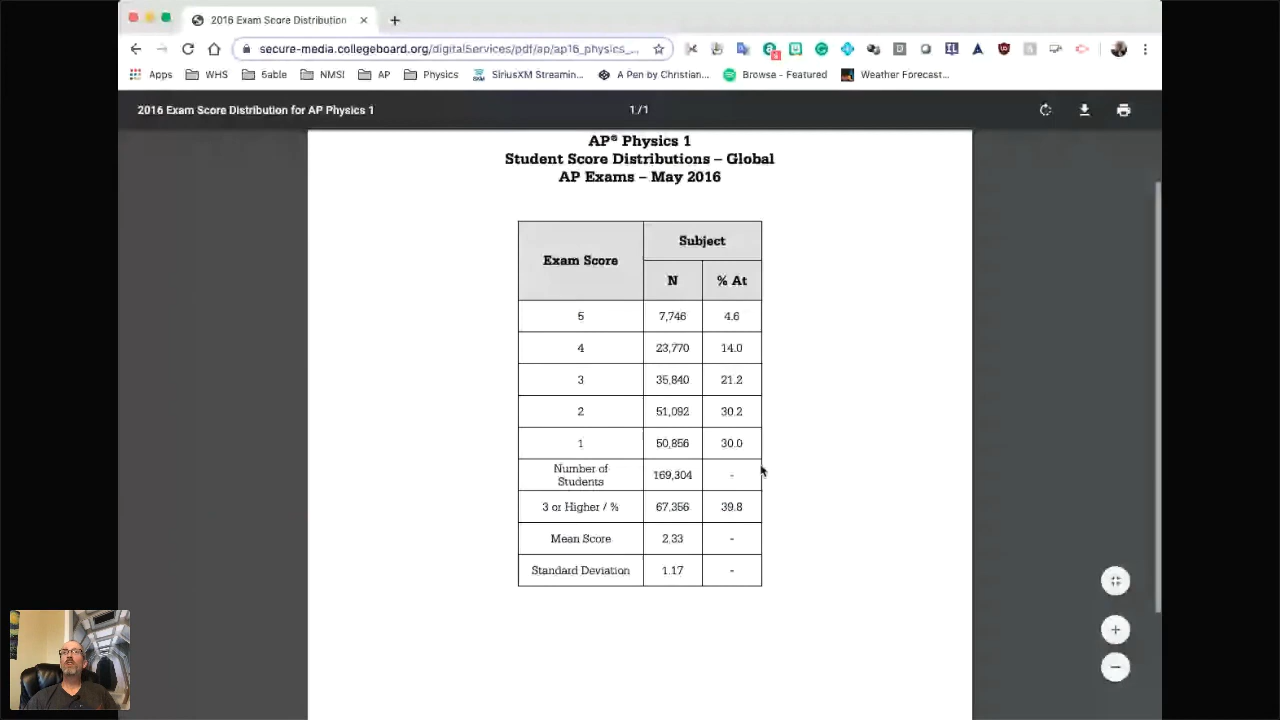 2016 Exam Score Distribution
secure-media.collegeboard.org/digitalServices/pdf/ap/ap16_physics_...
Apps WHS 5able NMSI AP Physics SiriusXM Streamin... A Pen by Christian... Browse - Featured Weather Forecast...
2016 Exam Score Distribution for AP Physics 1 1/1
AP® Physics 1
Student Score Distributions – Global
AP Exams – May 2016
Exam Score Subject
N % At
5 7,746 4.6
4 23,770 14.0
3 35,840 21.2
2 51,092 30.2
1 50,856 30.0
Number of
Students 169,304 -
3 or Higher / % 67,356 39.8
Mean Score 2.33 -
Standard Deviation 1.17 -